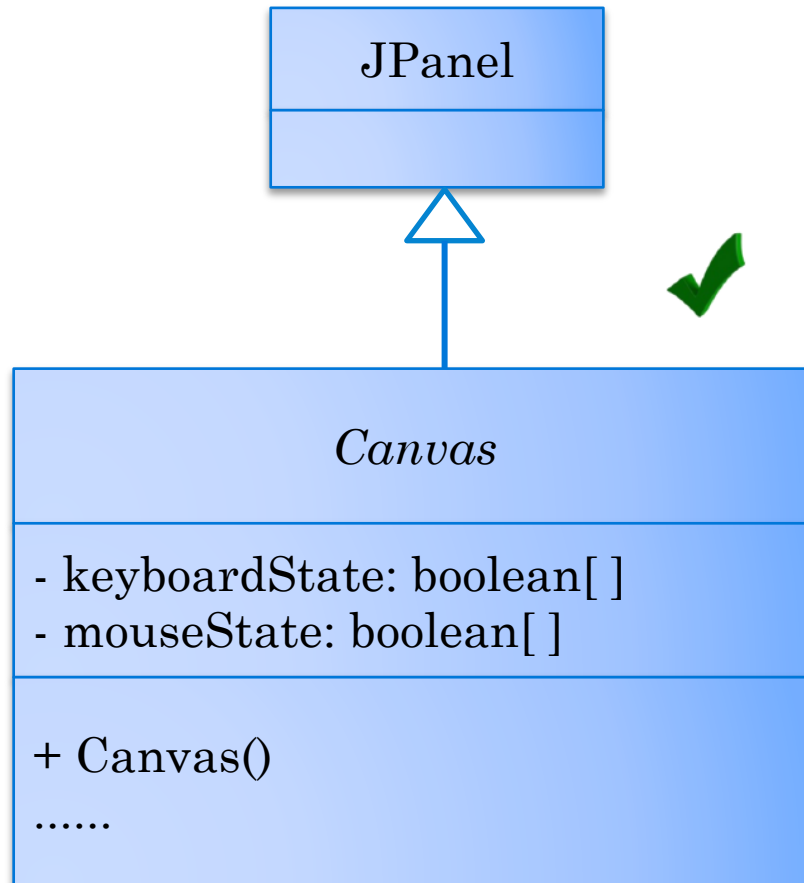 JPanel
Canvas
- keyboardState: boolean[ ]
- mouseState: boolean[ ]
+ Canvas()
......